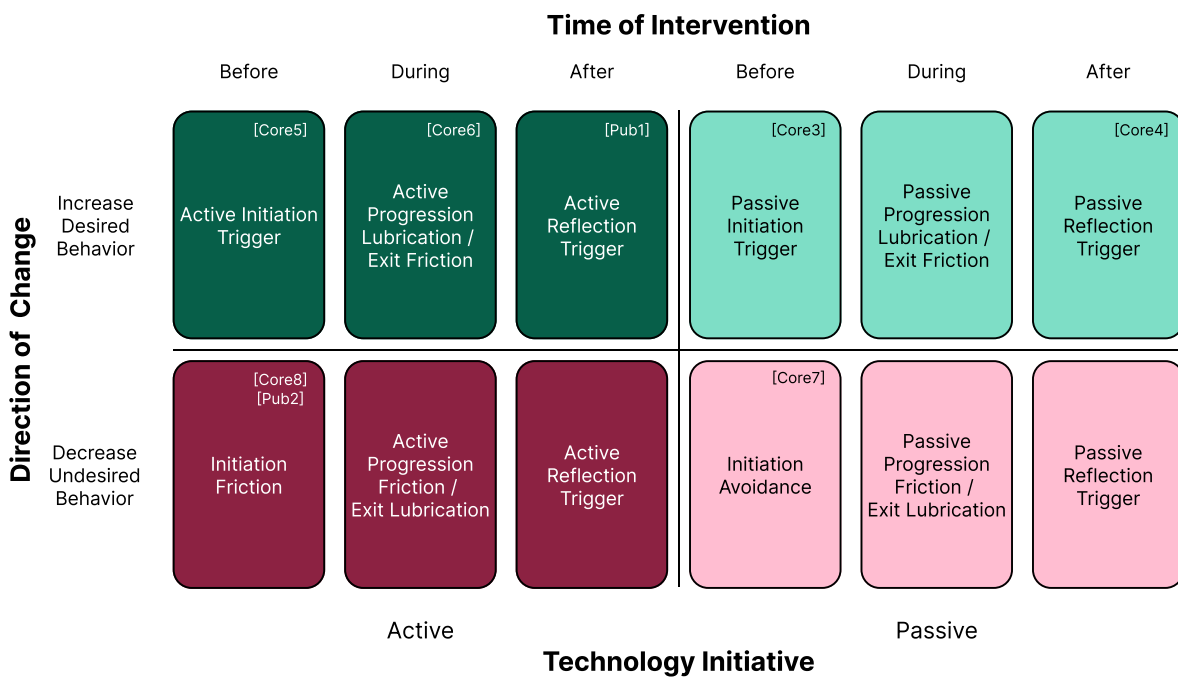 Time of Intervention
Before
During
After
Before
During
After
Direction of Change
Increase
Desired
Behavior
[Core5]
Active Initiation
Trigger
[Core6]
Active
Progression
Lubrication /
Exit Friction
[Pub1]
Active
Reflection
Trigger
[Core3]
Passive
Initiation
Trigger
Passive
Progression
Lubrication /
Exit Friction
[Core4]
Passive
Reflection
Trigger
Decrease
Undesired
Behavior
[Core8]
[Pub2]
Initiation
Friction
Active
Progression
Friction /
Exit Lubrication
Active
Reflection
Trigger
[Core7]
Initiation
Avoidance
Passive
Progression
Friction /
Exit Lubrication
Passive
Reflection
Trigger
Active
Passive
Technology Initiative